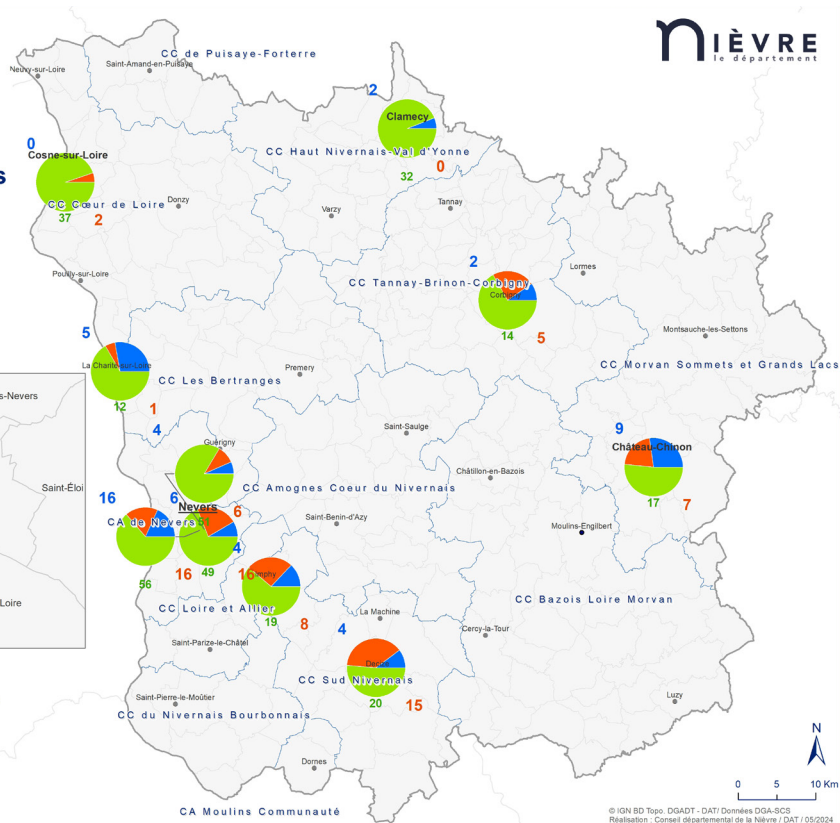 NIÈVRE
le département
CC de Puisaye-Forterre
Saint-Amand-en-Puisaye
Neuvy-sur-Loire
2
Clamecy
0
Cosne-sur-Loire
CC Haut Nivernais-Val d'Yonne
0
32
s
CC Cœur de Loire
Donzy
37
2
Varzy
Tannay
2
Lormes
Pouilly-sur-Loire
CC Tannay-Brinon-Corbigny
Corbigny
14
5
Montsauche-les-Settons
5
La Charité-sur-Loire
Premery
CC Morvan Sommets et Grands Lacs
CC Les Bertranges
12
1
s-Nevers
4
Saint-Saulge
9
Guérigny
Château-Chinon
Châtillon-en-Bazois
Saint-Éloi
CC Amognes Coeur du Nivernais
16
6
17
7
Nevers
6
Saint-Benin-d'Azy
CA de Nevers
51
Moulins-Engilbert
4
56
16
49
16
Loire
CC Loire et Allier
19
8
La Machine
CC Bazois Loire Morvan
4
Cercy-la-Tour
Saint-Parize-le-Châtel
Decize
CC Sud Nivernais
20
15
Saint-Pierre-le-Moûtier
Luzy
CC du Nivernais Bourbonnais
N
Dornes
0 5 10 Km
CA Moulins Communauté
© IGN BD Topo. DGADT - DAT/ Données DGA-SCS
Réalisation : Conseil départemental de la Nièvre / DAT / 05/2024